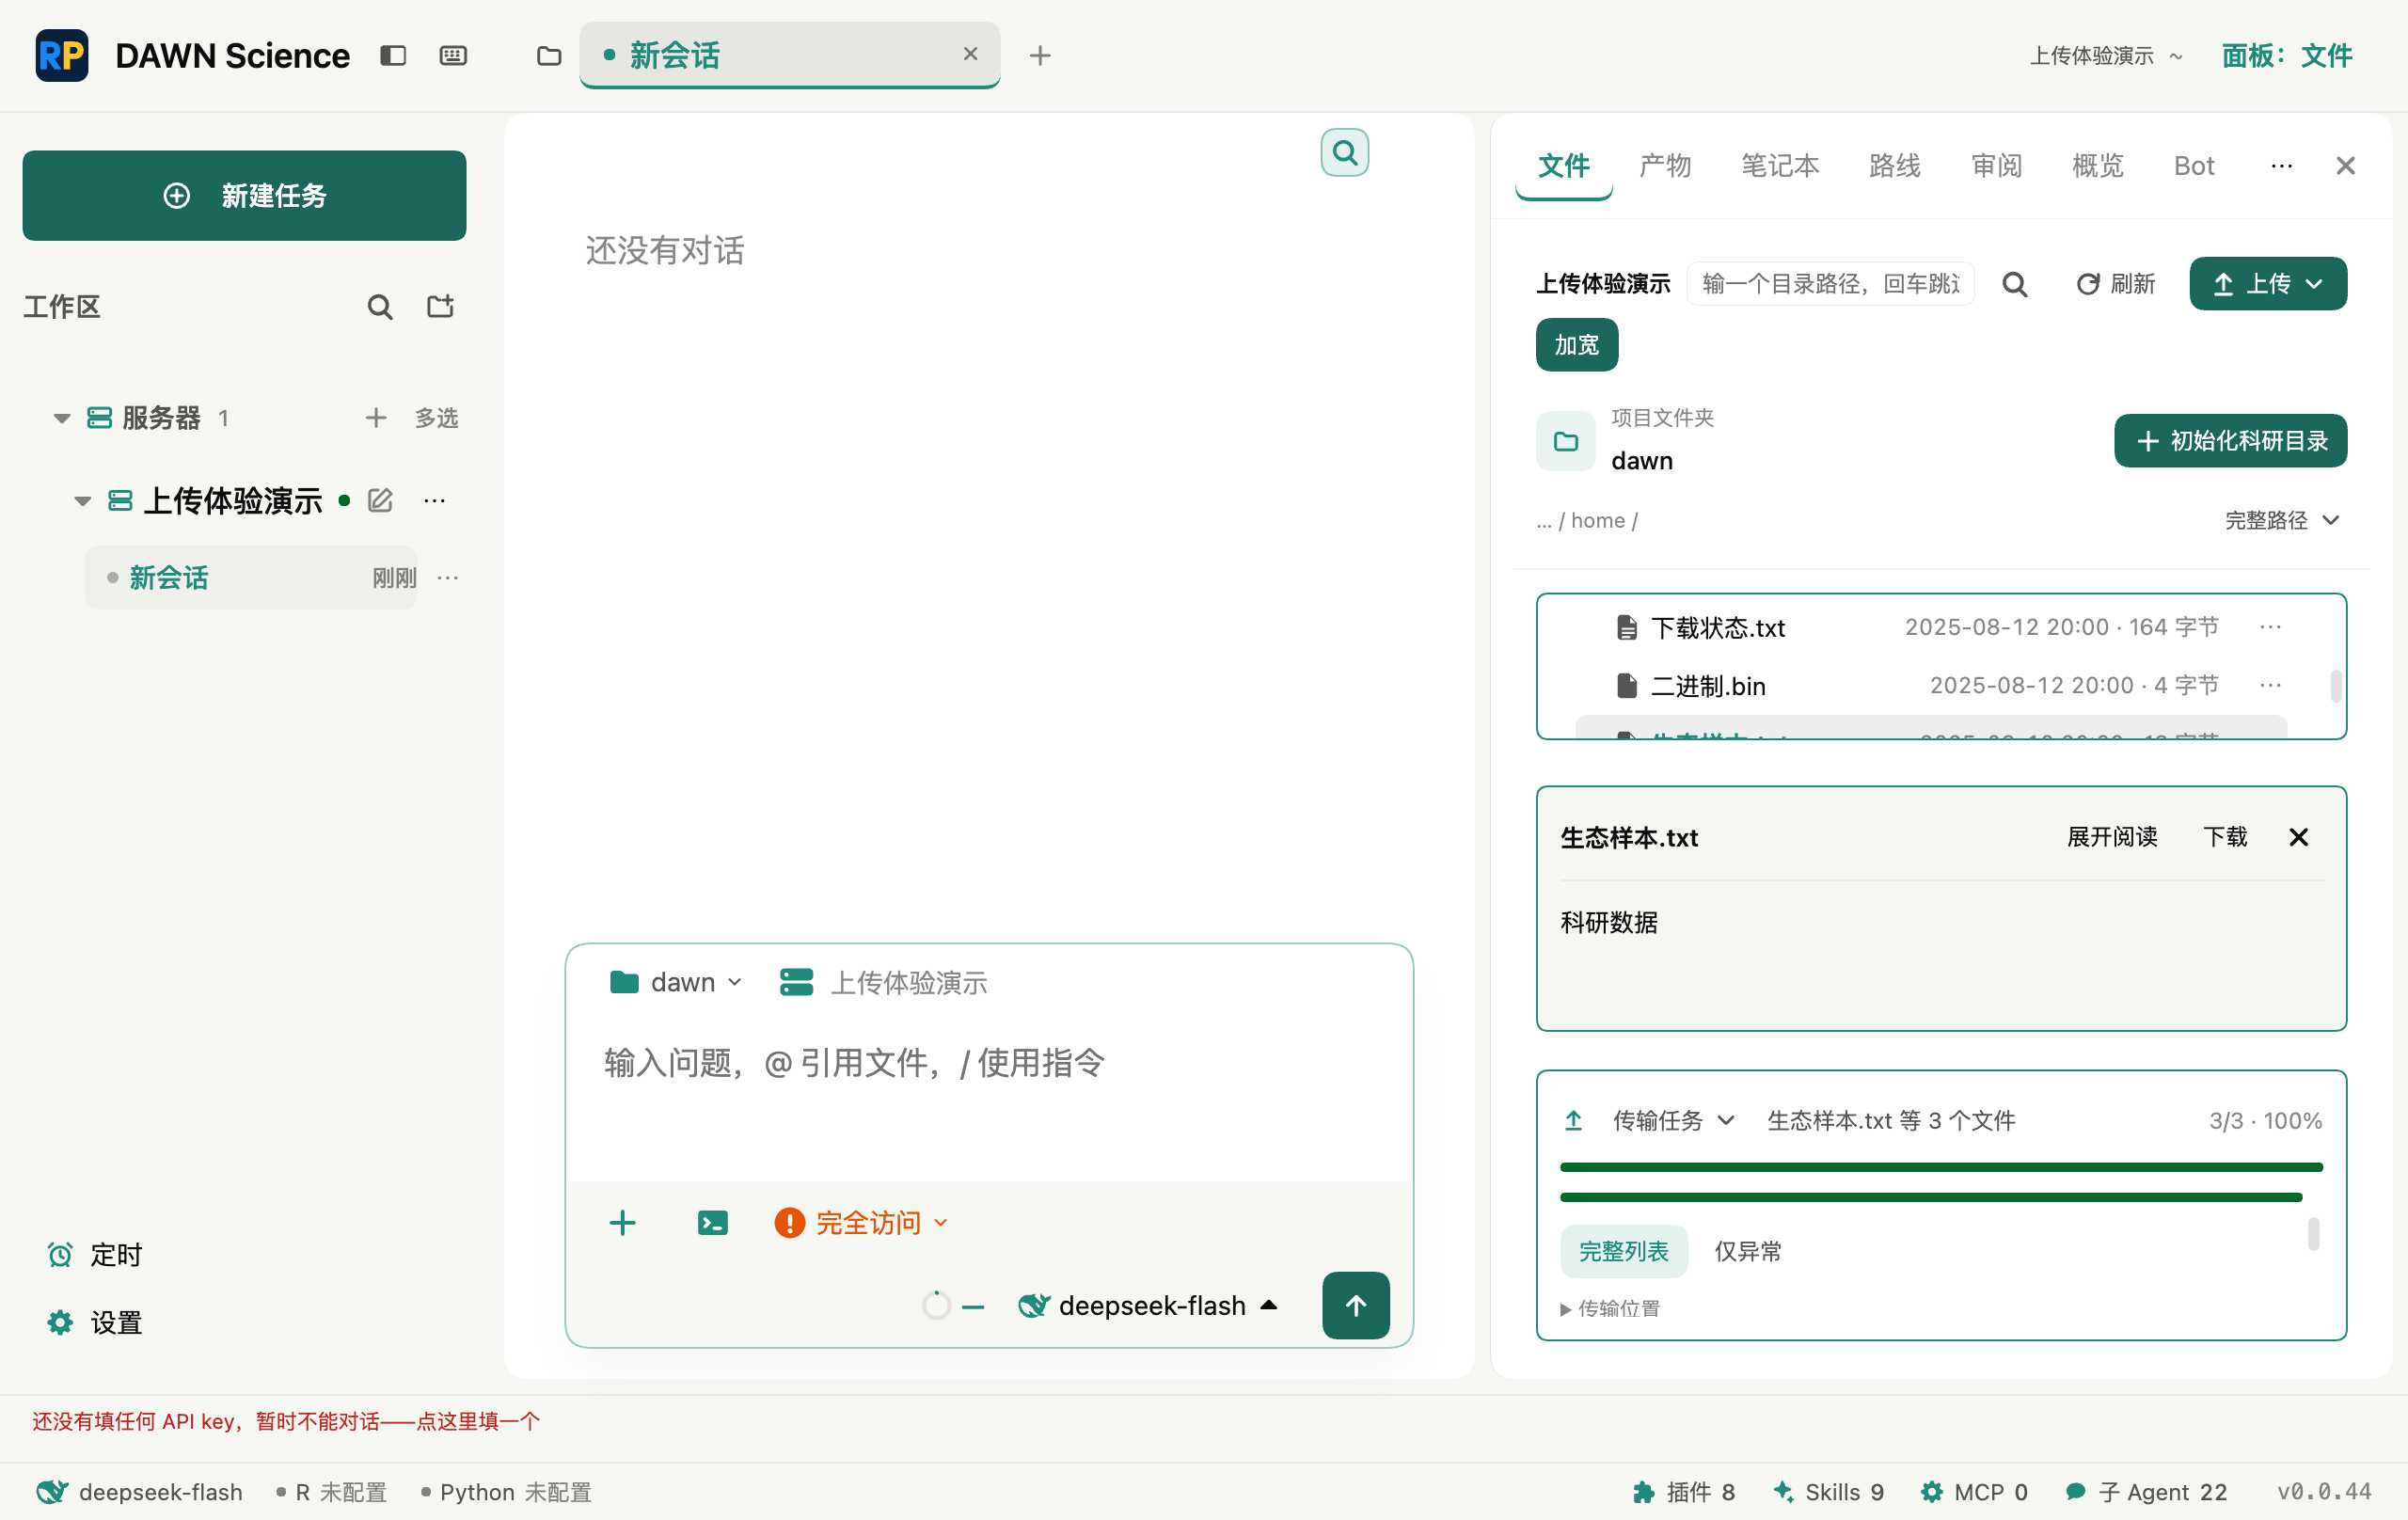 RP DAWN Science
新会话
上传体验演示 ~ 面板：文件
新建任务
工作区
服务器 1 多选
上传体验演示 ...
新会话 刚刚 ...
定时
设置
还没有对话
dawn 上传体验演示
输入问题，@ 引用文件，/ 使用指令
完全访问
deepseek-flash
文件 产物 笔记本 路线 审阅 概览 Bot ...
上传体验演示 输一个目录路径，回车跳 刷新 上传
加宽
项目文件夹
dawn 初始化科研目录
... / home / 完整路径
下载状态.txt 2025-08-12 20:00 · 164 字节 ...
二进制.bin 2025-08-12 20:00 · 4 字节 ...
生态样本.txt 展开阅读 下载
科研数据
传输任务 生态样本.txt 等 3 个文件 3/3 · 100%
完整列表 仅异常
传输位置
还没有填任何 API key，暂时不能对话——点这里填一个
deepseek-flash R 未配置 Python 未配置 插件 8 Skills 9 MCP 0 子 Agent 22 v0.0.44